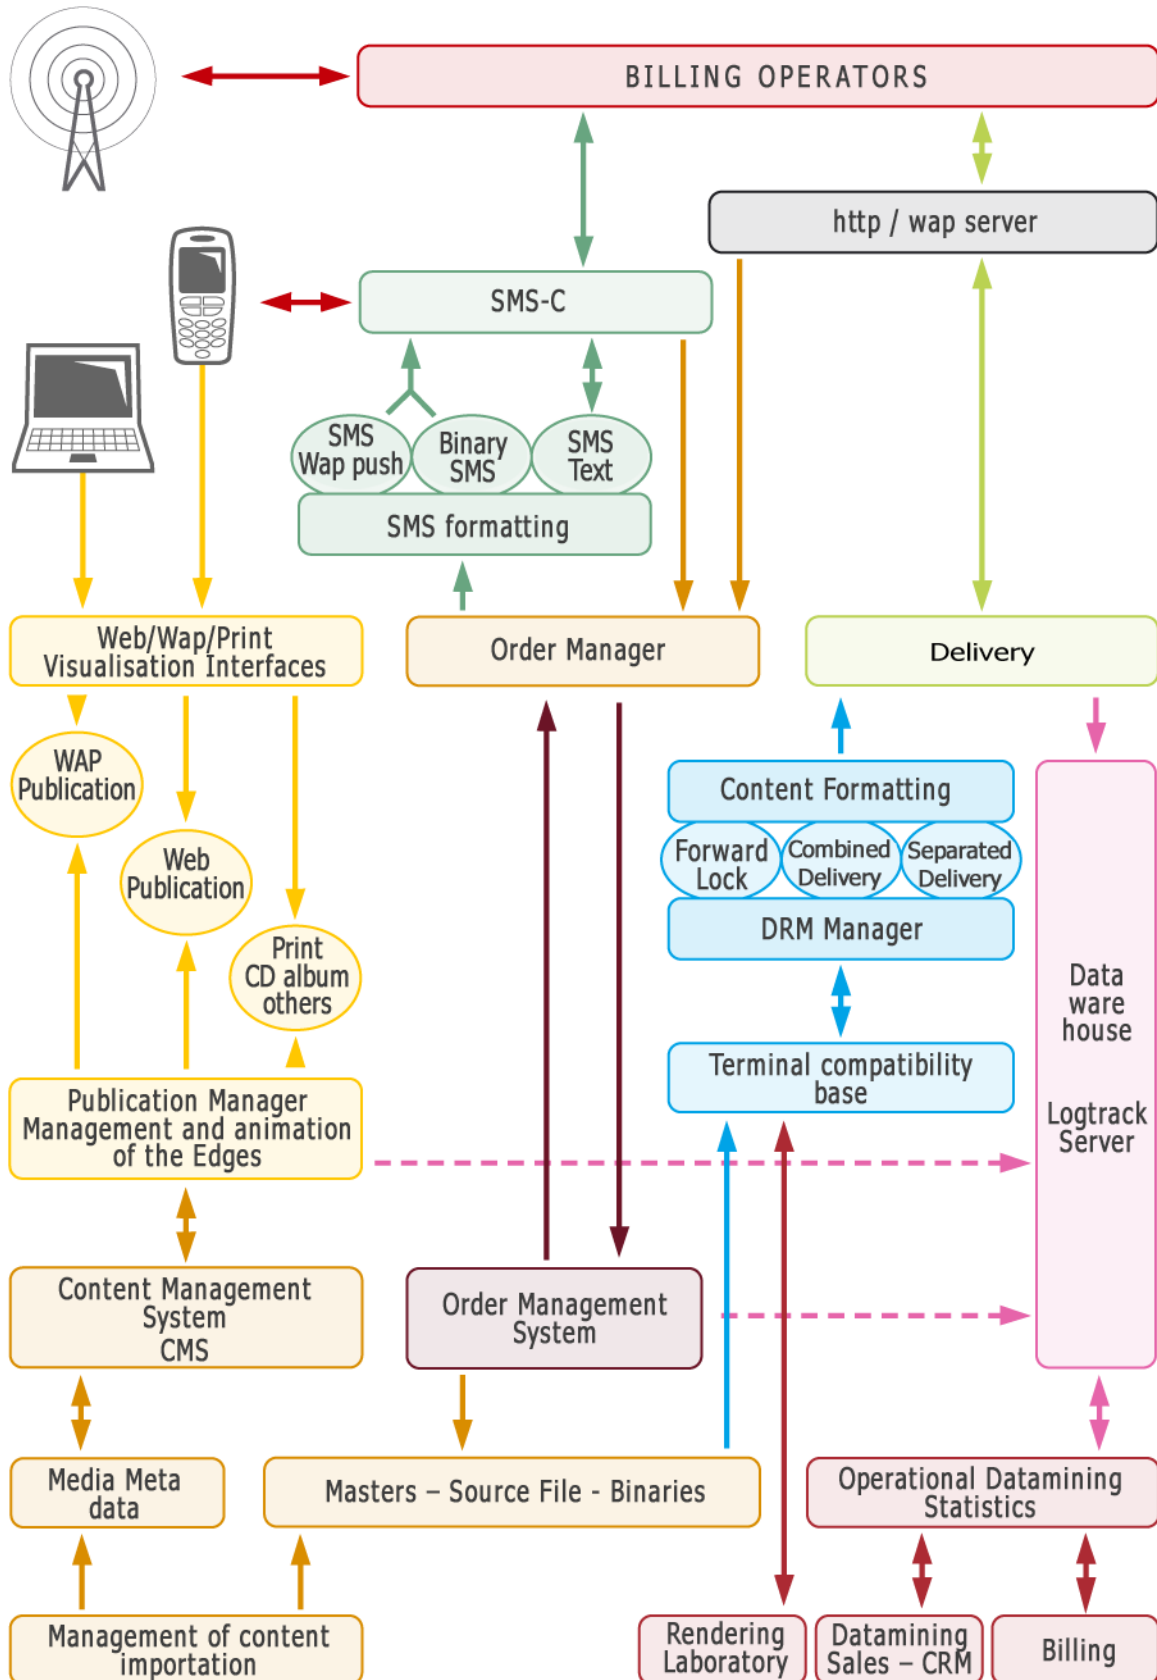 BILLING OPERATORS
http / wap server
SMS-C
SMS
Wap push
Binary
SMS
SMS
Text
SMS formatting
Web/Wap/Print
Visualisation Interfaces
Order Manager
Delivery
WAP
Publication
Web
Publication
Print
CD album
others
Content Formatting
Forward
Lock
Combined
Delivery
Separated
Delivery
DRM Manager
Terminal compatibility
base
Data
ware
house
Logtrack
Server
Publication Manager
Management and animation
of the Edges
Content Management
System
CMS
Order Management
System
Media Meta
data
Masters – Source File - Binaries
Operational Datamining
Statistics
Management of content
importation
Rendering
Laboratory
Datamining
Sales – CRM
Billing